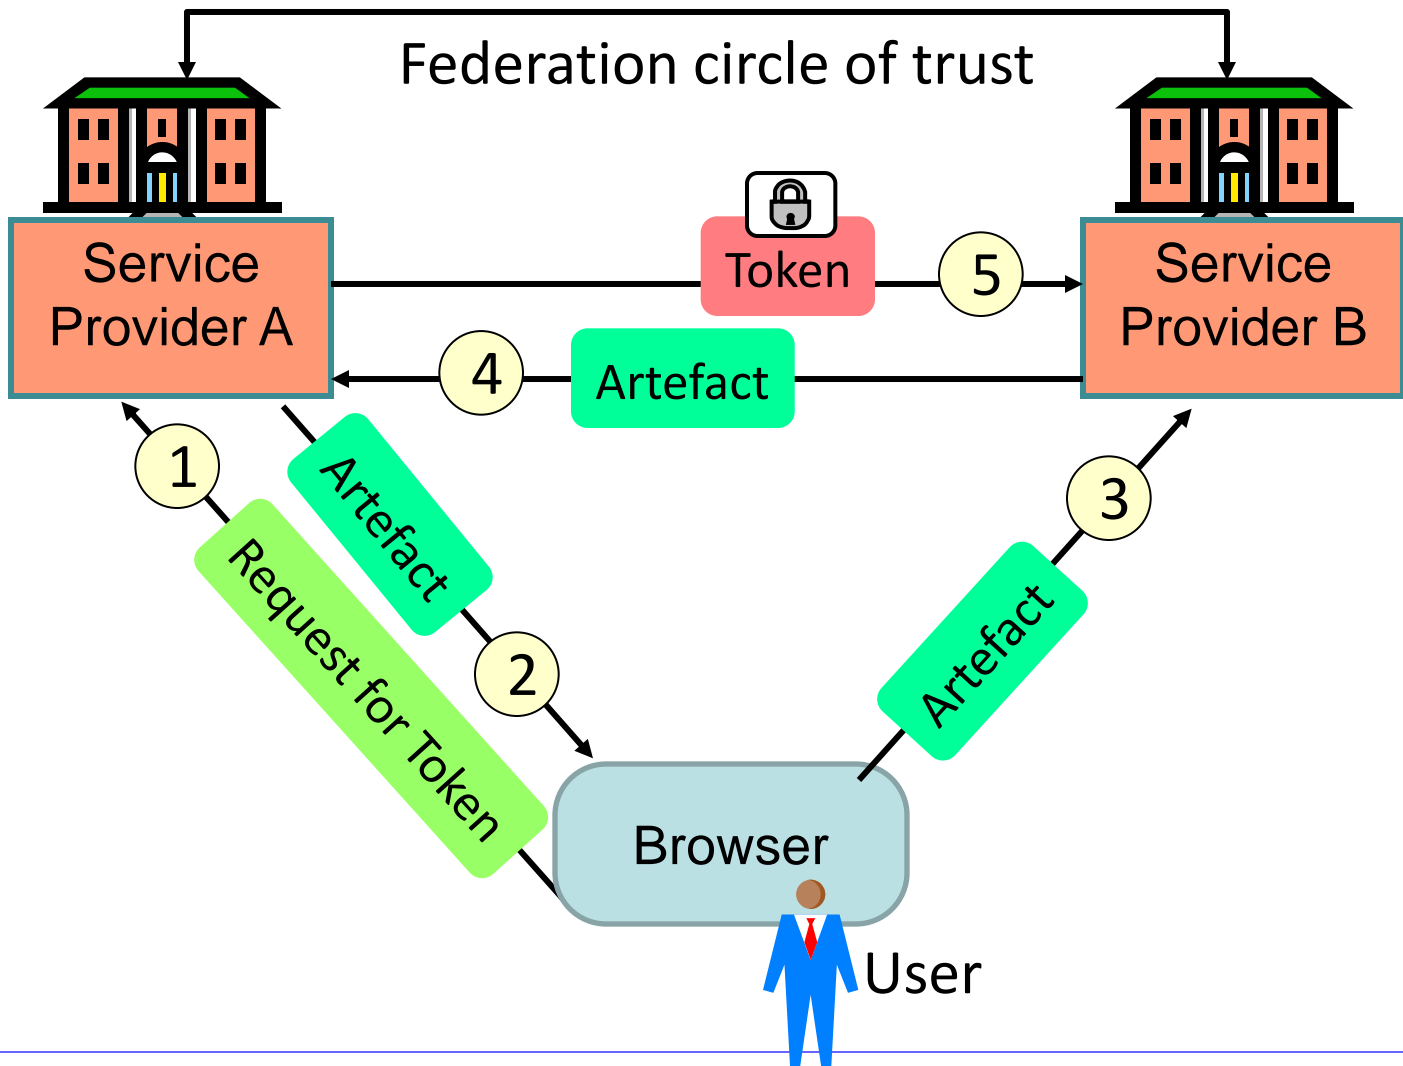 Federation circle of trust
Service
Provider A
Service
Provider B
Token
5
4
Artefact
1
Artefact
3
Request for Token
2
Artefact
Browser
User